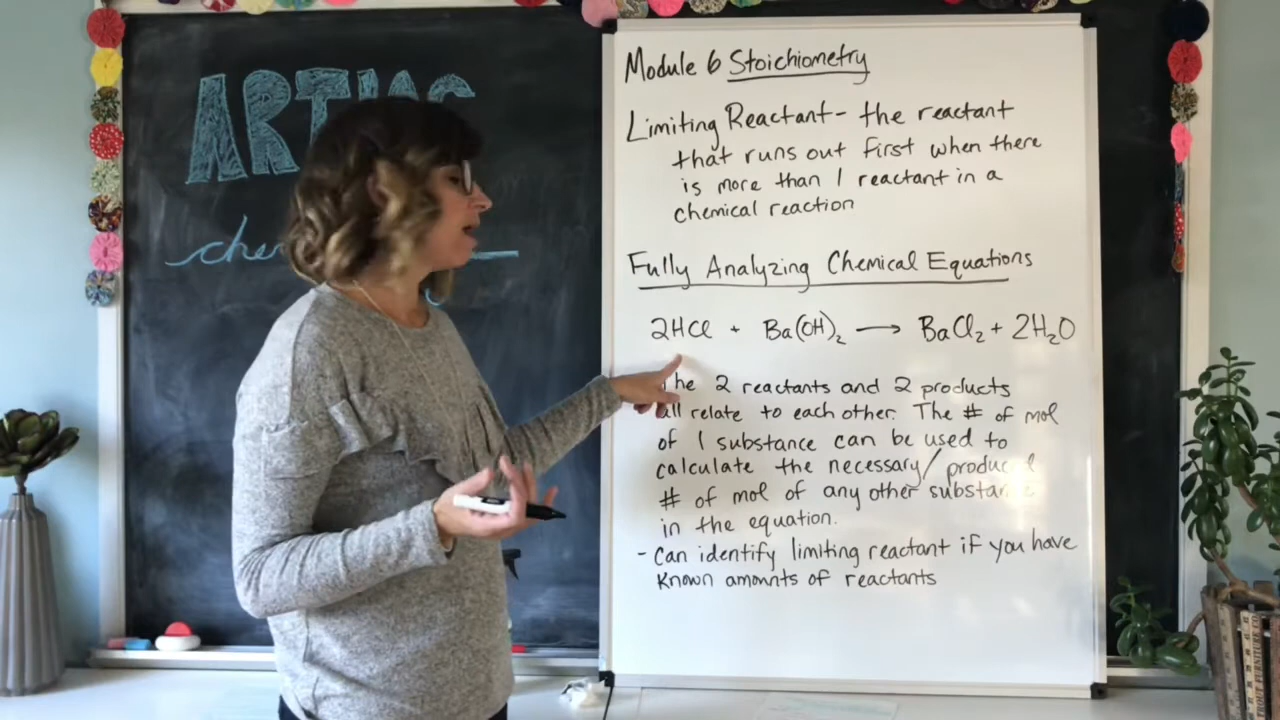 Module 6 Stoichiometry
Limiting Reactant - the reactant
that runs out first when there
is more than 1 reactant in a
chemical reaction
Fully Analyzing Chemical Equations
2HCl + Ba(OH)₂ → BaCl₂ + 2H₂O
The 2 reactants and 2 products
all relate to each other. The # of mol
of 1 substance can be used to
calculate the necessary/
# of mol of any other substance
in the equation.
- Can identify limiting reactant if you have
known amounts of reactants